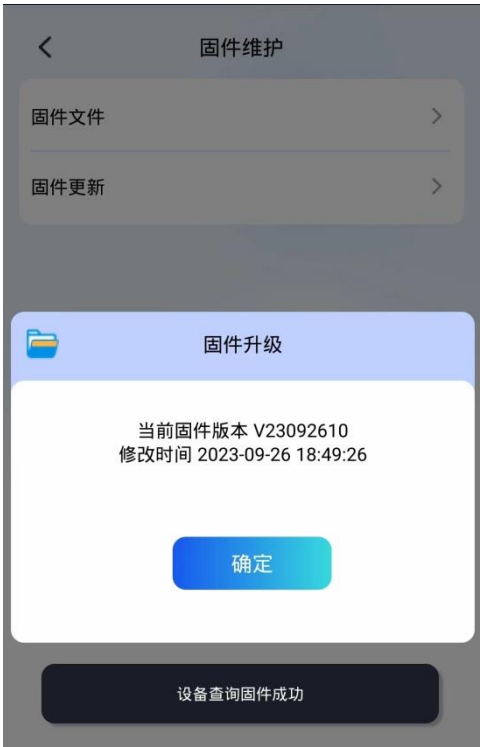 固件维护
固件文件
固件更新
固件升级
当前固件版本 V23092610
修改时间 2023-09-26 18:49:26
确定
设备查询固件成功